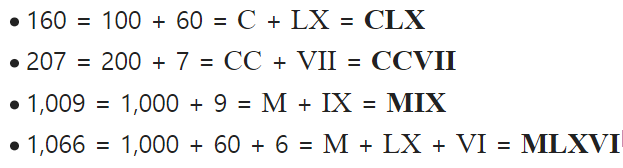 • 160 = 100 + 60 = C + LX = CLX
• 207 = 200 + 7 = CC + VII = CCVII
• 1,009 = 1,000 + 9 = M + IX = MIX
• 1,066 = 1,000 + 60 + 6 = M + LX + VI = MLXVI